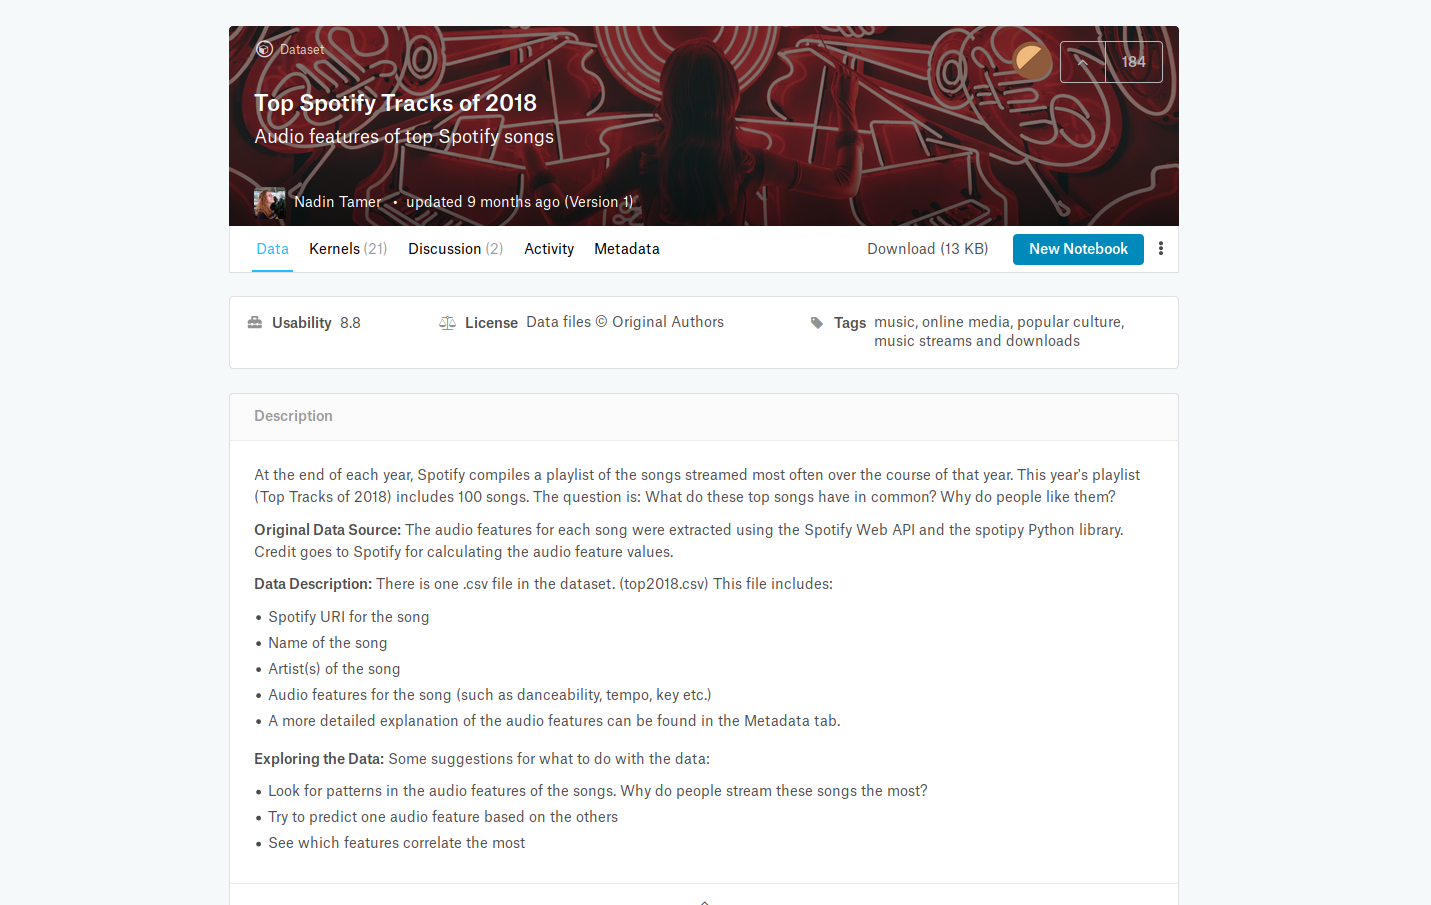 Dataset
184
Top Spotify Tracks of 2018
Audio features of top Spotify songs
Nadin Tamer • updated 9 months ago (Version 1)
Data Kernels (21) Discussion (2) Activity Metadata Download (13 KB) New Notebook
Usability 8.8 License Data files © Original Authors Tags music, online media, popular culture,
music streams and downloads
Description
At the end of each year, Spotify compiles a playlist of the songs streamed most often over the course of that year. This year's playlist
(Top Tracks of 2018) includes 100 songs. The question is: What do these top songs have in common? Why do people like them?
Original Data Source: The audio features for each song were extracted using the Spotify Web API and the spotipy Python library.
Credit goes to Spotify for calculating the audio feature values.
Data Description: There is one .csv file in the dataset. (top2018.csv) This file includes:
• Spotify URI for the song
• Name of the song
• Artist(s) of the song
• Audio features for the song (such as danceability, tempo, key etc.)
• A more detailed explanation of the audio features can be found in the Metadata tab.
Exploring the Data: Some suggestions for what to do with the data:
• Look for patterns in the audio features of the songs. Why do people stream these songs the most?
• Try to predict one audio feature based on the others
• See which features correlate the most